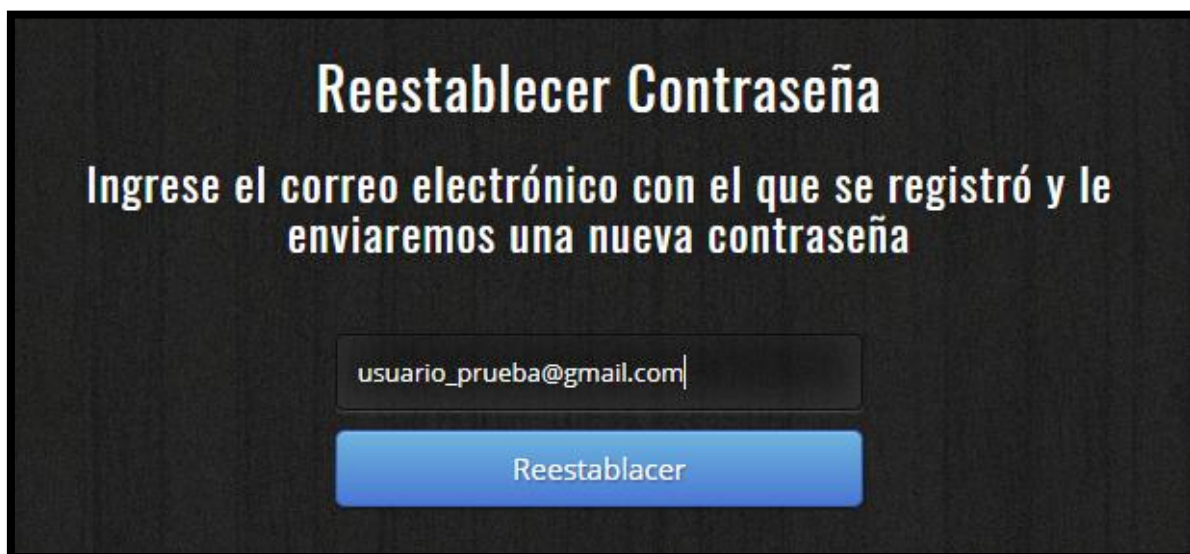 Reestablecer Contraseña
Ingrese el correo electrónico con el que se registró y le
enviaremos una nueva contraseña
usuario_prueba@gmail.com
Reestablacer